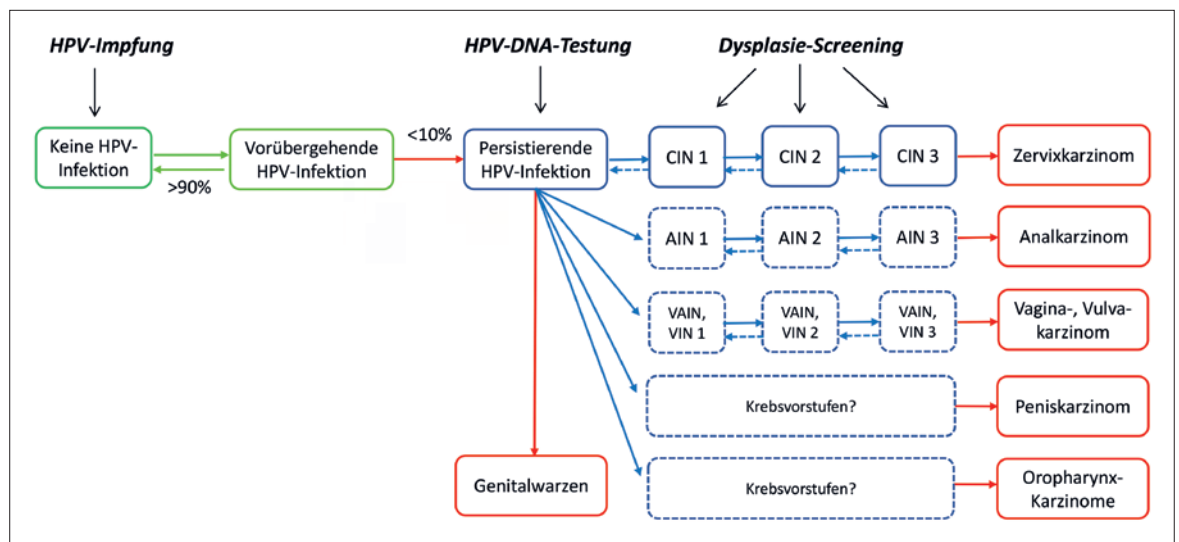 HPV-Impfung
HPV-DNA-Testung
Dysplasie-Screening
Keine HPV-
Infektion
>90%
Vorübergehende
HPV-Infektion
<10%
Persistierende
HPV-Infektion
CIN 1
CIN 2
CIN 3
Zervixkarzinom
AIN 1
AIN 2
AIN 3
Analkarzinom
VAIN,
VIN 1
VAIN,
VIN 2
VAIN,
VIN 3
Vagina-, Vulva-
karzinom
Krebsvorstufen?
Peniskarzinom
Genitalwarzen
Krebsvorstufen?
Oropharynx-
Karzinome